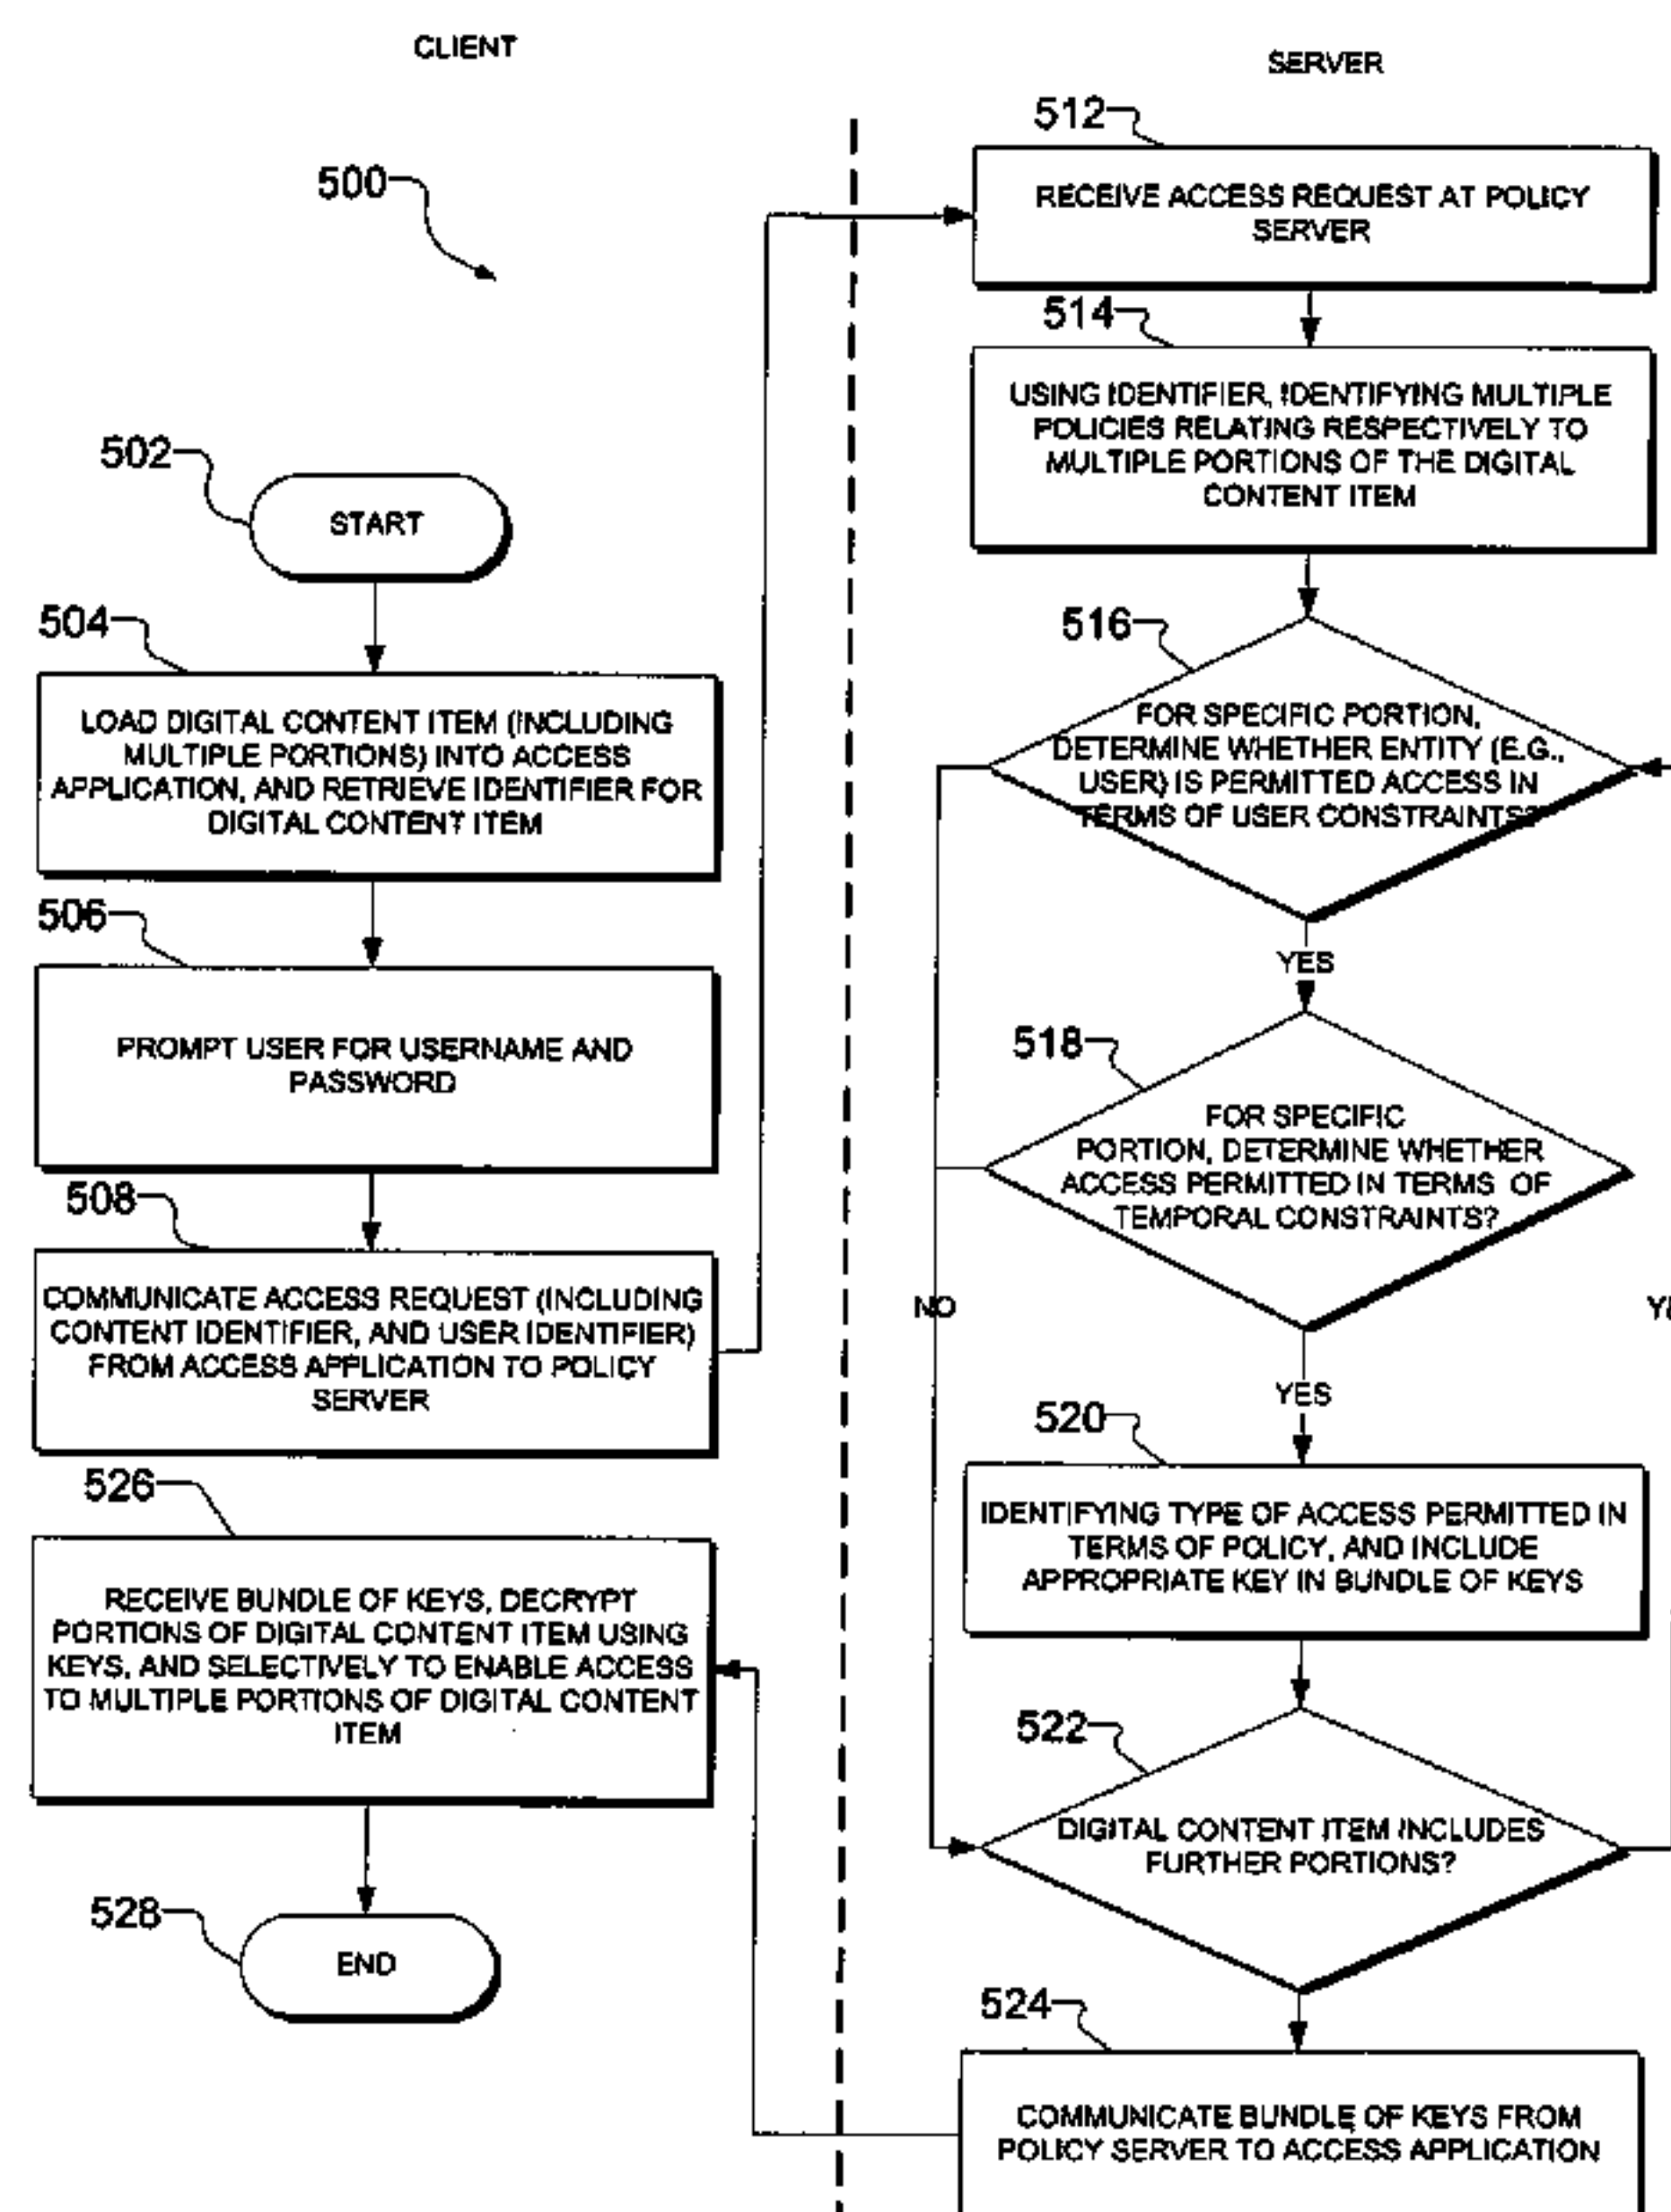 CLIENT
SERVER
500
502
START
504
LOAD DIGITAL CONTENT ITEM (INCLUDING
MULTIPLE PORTIONS) INTO ACCESS
APPLICATION, AND RETRIEVE IDENTIFIER FOR
DIGITAL CONTENT ITEM
506
PROMPT USER FOR USERNAME AND
PASSWORD
508
COMMUNICATE ACCESS REQUEST (INCLUDING
CONTENT IDENTIFIER, AND USER IDENTIFIER)
FROM ACCESS APPLICATION TO POLICY
SERVER
512
RECEIVE ACCESS REQUEST AT POLICY
SERVER
514
USING IDENTIFIER, IDENTIFYING MULTIPLE
POLICIES RELATING RESPECTIVELY TO
MULTIPLE PORTIONS OF THE DIGITAL
CONTENT ITEM
516
FOR SPECIFIC PORTION,
DETERMINE WHETHER ENTITY (E.G.,
USER) IS PERMITTED ACCESS IN
TERMS OF USER CONSTRAINTS?
YES
518
FOR SPECIFIC
PORTION, DETERMINE WHETHER
ACCESS PERMITTED IN TERMS OF
TEMPORAL CONSTRAINTS?
NO
YES
520
IDENTIFYING TYPE OF ACCESS PERMITTED IN
TERMS OF POLICY, AND INCLUDE
APPROPRIATE KEY IN BUNDLE OF KEYS
522
DIGITAL CONTENT ITEM INCLUDES
FURTHER PORTIONS?
524
COMMUNICATE BUNDLE OF KEYS FROM
POLICY SERVER TO ACCESS APPLICATION
526
RECEIVE BUNDLE OF KEYS, DECRYPT
PORTIONS OF DIGITAL CONTENT ITEM USING
KEYS, AND SELECTIVELY TO ENABLE ACCESS
TO MULTIPLE PORTIONS OF DIGITAL CONTENT
ITEM
528
END